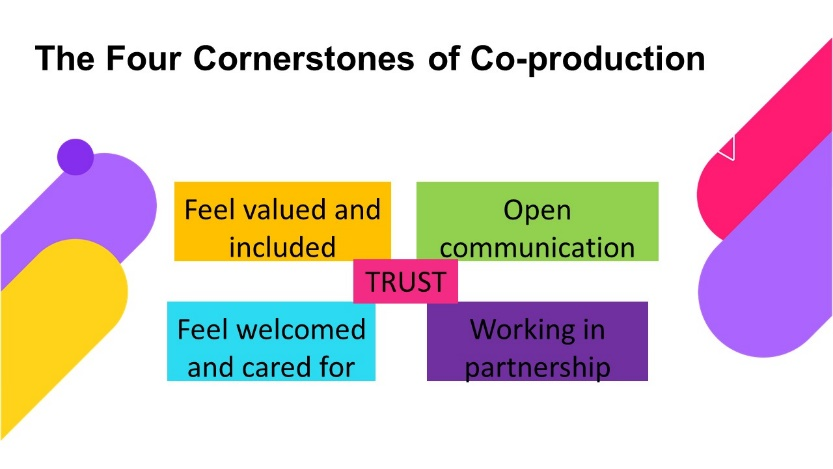 The Four Cornerstones of Co-production
Feel valued and
included
Open
communication
TRUST
Feel welcomed
and cared for
Working in
partnership